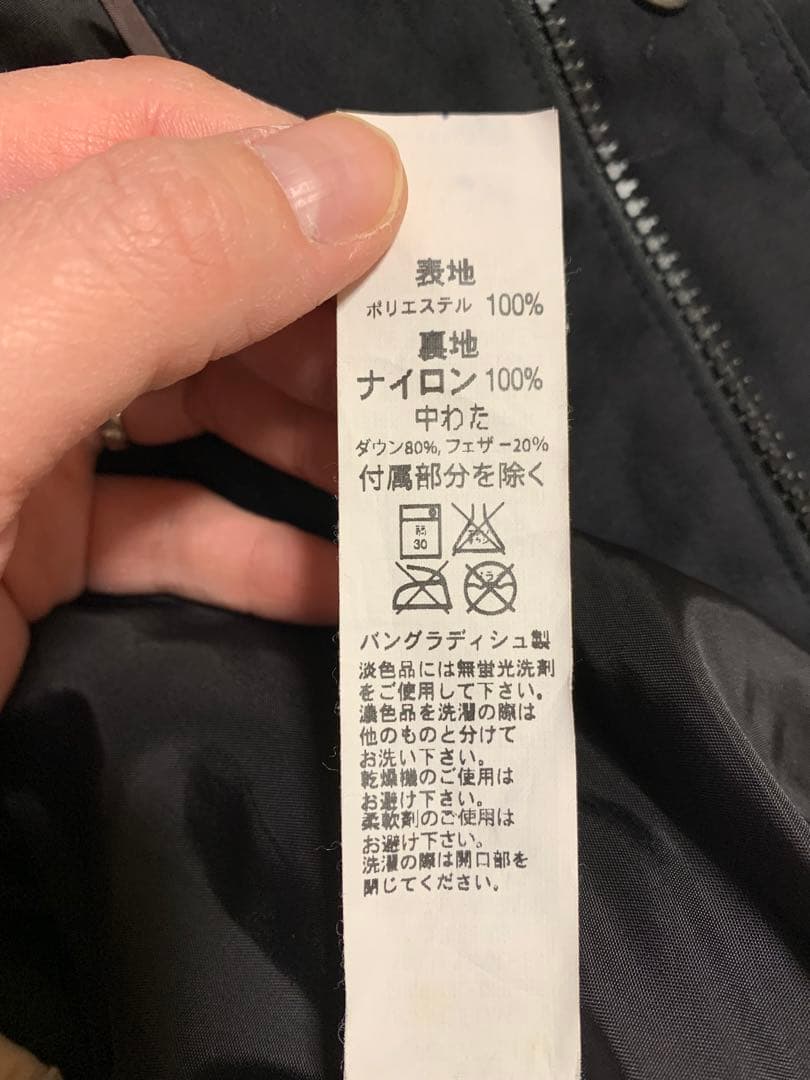 表地
ポリエステル 100%
裏地
ナイロン 100%
中わた
ダウン80%, フェザー20%
付属部分を除く
弱
30
バングラディシュ製
淡色品には無蛍光洗剤
をご使用して下さい。
濃色品を洗濯の際は
他のものと分けて
お洗い下さい。
乾燥機のご使用は
お避け下さい。
柔軟剤のご使用は
お避け下さい。
洗濯の際は開口部を
閉じてください。